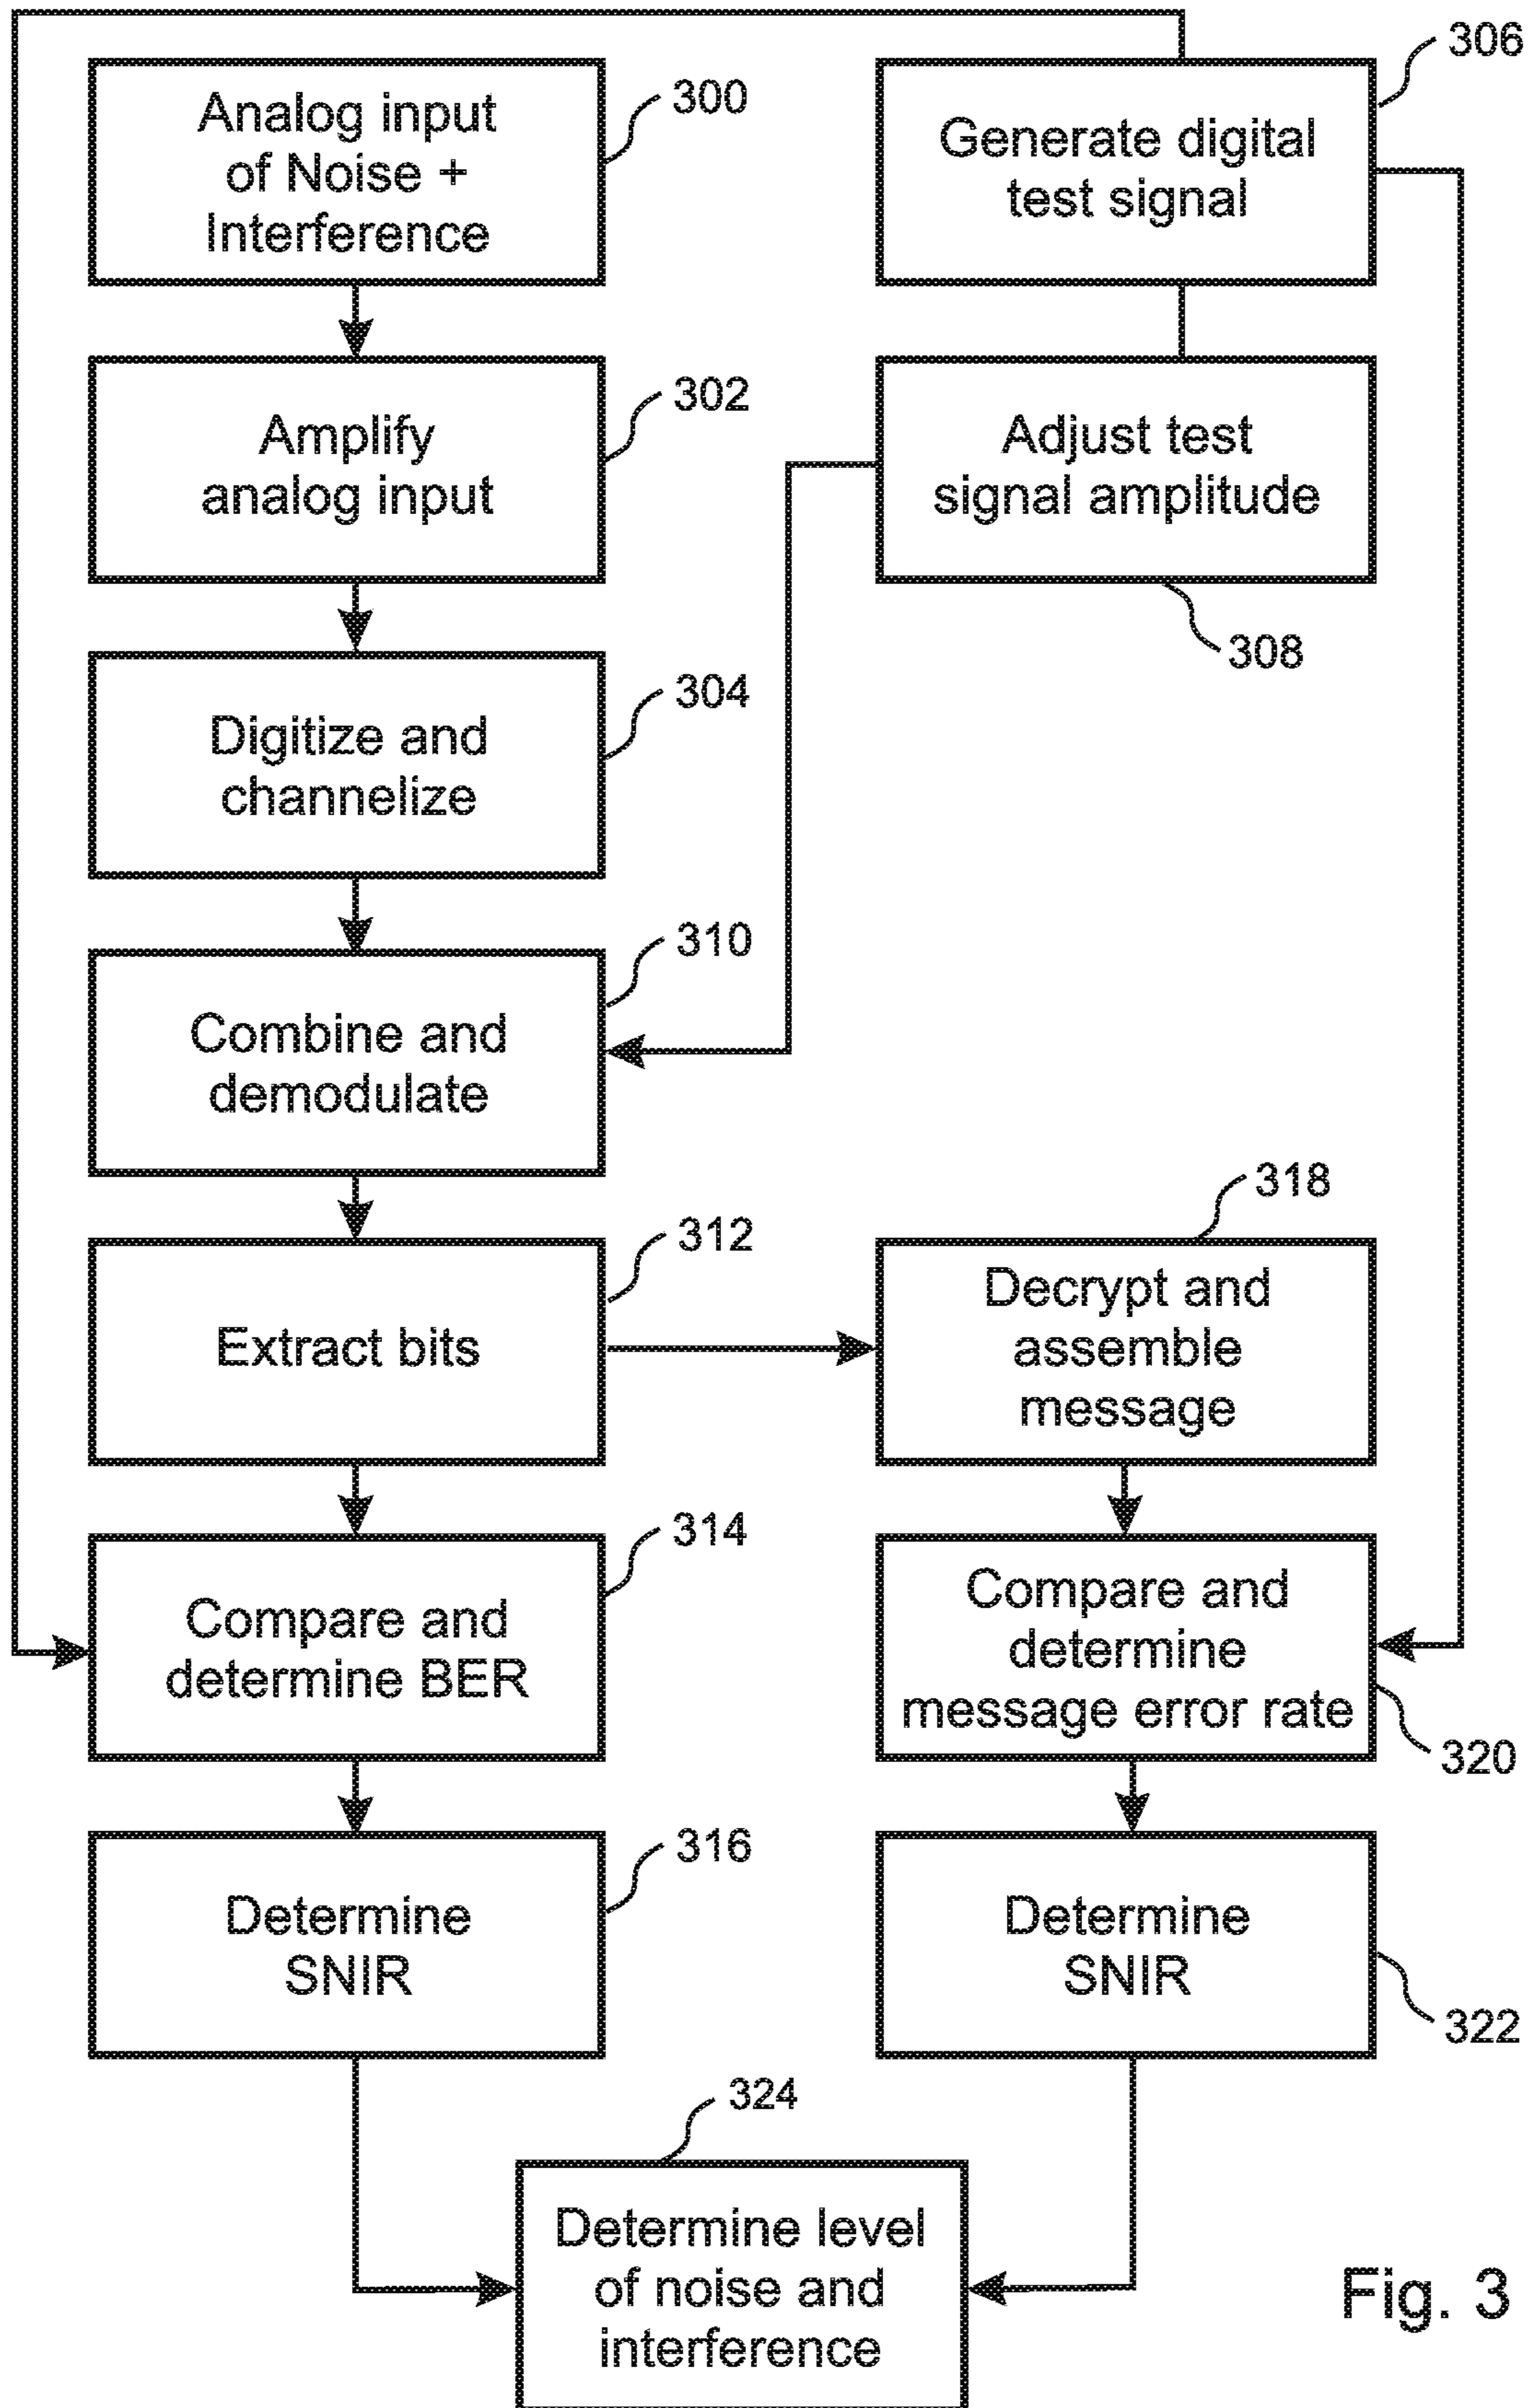 306
Analog input
of Noise +
Interference
300
Generate digital
test signal
Amplify
analog input
302
Adjust test
signal amplitude
308
Digitize and
channelize
304
Combine and
demodulate
310
Extract bits
312
318
Decrypt and
assemble
message
Compare and
determine BER
314
Compare and
determine
message error rate
320
Determine
SNIR
316
Determine
SNIR
322
324
Determine level
of noise and
interference
Fig. 3